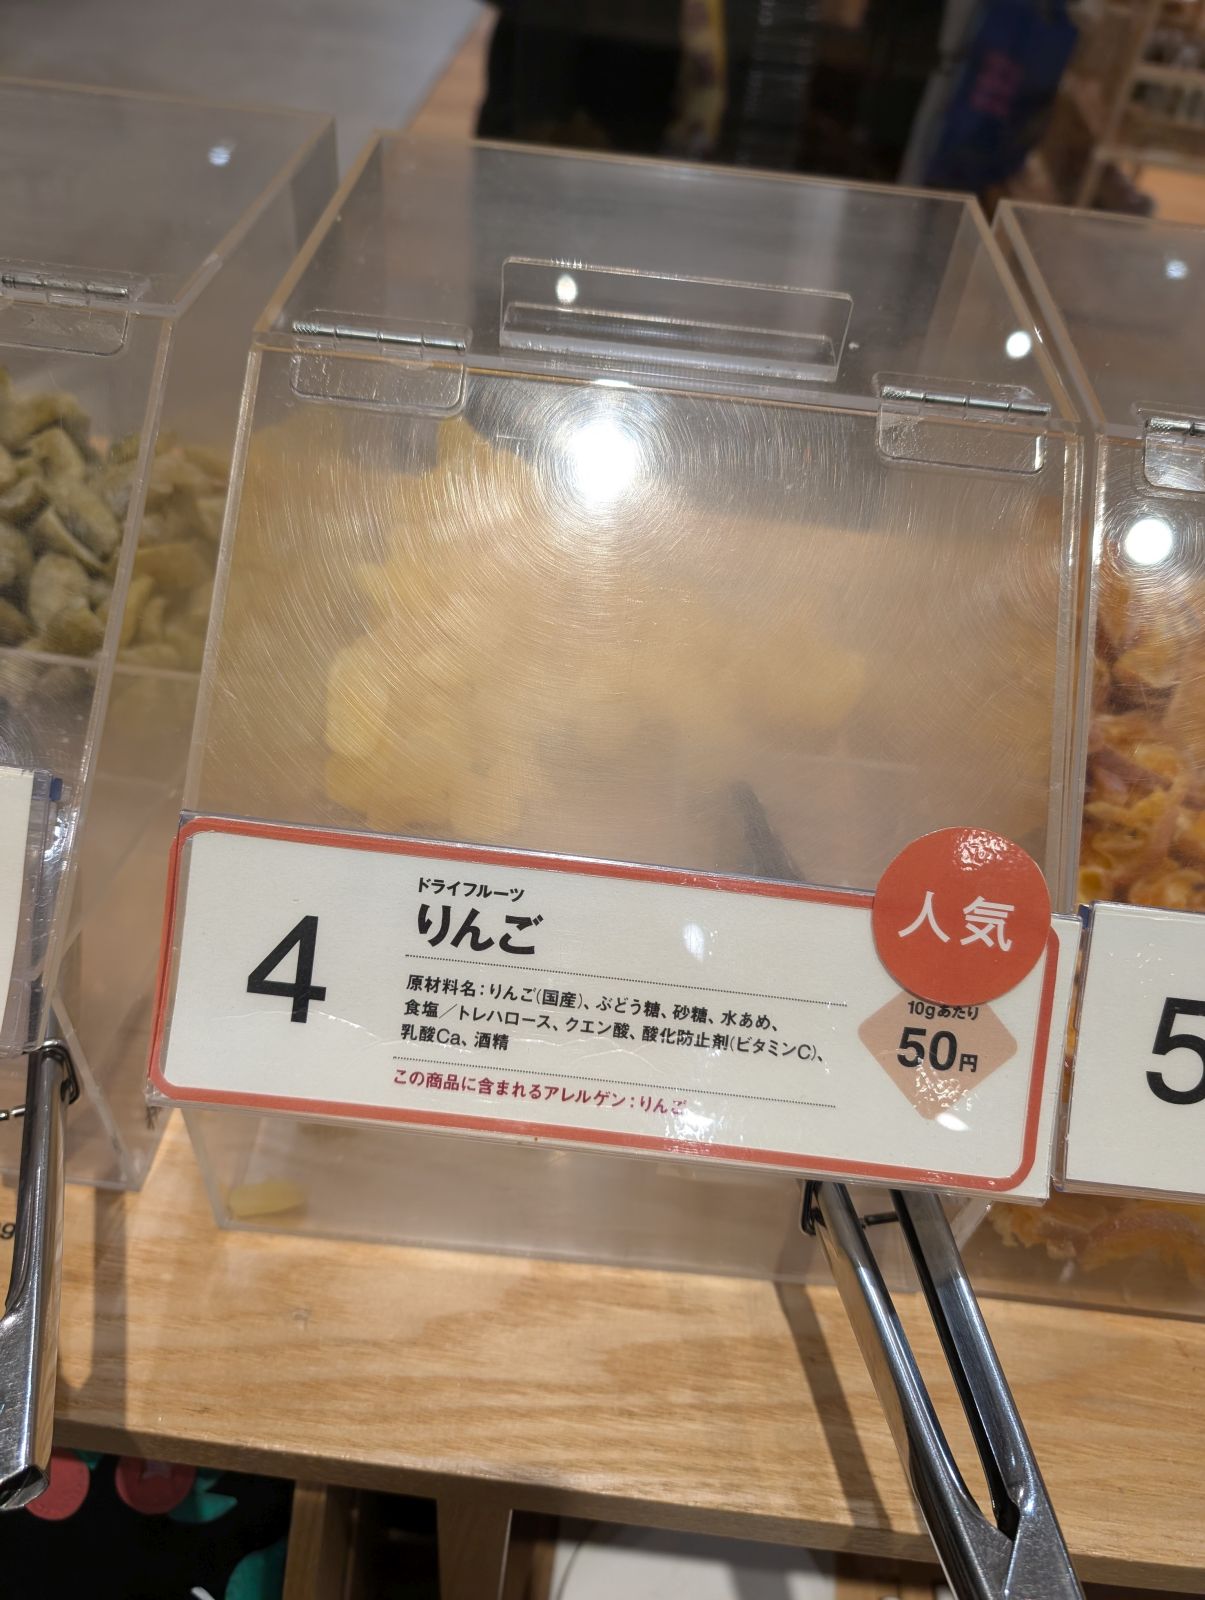 4
ドライフルーツ
りんご
原材料名：りんご(国産)、ぶどう糖、砂糖、水あめ、
食塩／トレハロース、クエン酸、酸化防止剤(ビタミンC)、
乳酸Ca、酒精
この商品に含まれるアレルゲン：りんご
人気
10gあたり
50円
5